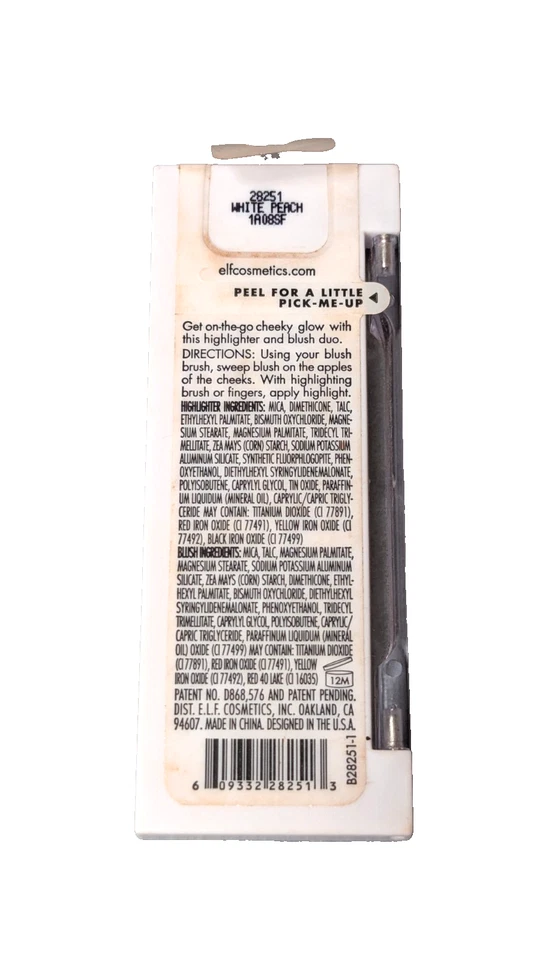 28251
WHITE PEACH
1A08SF
elfcosmetics.com
PEEL FOR A LITTLE
PICK-ME-UP
Get on-the-go cheeky glow with
this highlighter and blush duo.
DIRECTIONS: Using your blush
brush, sweep blush on the apples
of the cheeks. With highlighting
brush or fingers, apply highlight.
HIGHLIGHTER INGREDIENTS: MICA, DIMETHICONE, TALC,
ETHYLHEXYL PALMITATE, BISMUTH OXYCHLORIDE, MAGNE-
SIUM STEARATE, MAGNESIUM PALMITATE, TRIDECYL TRI-
MELLITATE, ZEA MAYS (CORN) STARCH, SODIUM POTASSIUM
ALUMINUM SILICATE, SYNTHETIC FLUORPHLOGOPITE, PHEN-
OXYETHANOL, DIETHYLHEXYL SYRINGYLIDENEMALONATE,
POLYISOBUTENE, CAPRYLYL GLYCOL, TIN OXIDE, PARAFFIN-
UM LIQUIDUM (MINERAL OIL), CAPRYLIC/CAPRIC TRIGLY-
CERIDE MAY CONTAIN: TITANIUM DIOXIDE (CI 77891),
RED IRON OXIDE (CI 77491), YELLOW IRON OXIDE (CI
77492), BLACK IRON OXIDE (CI 77499)
BLUSH INGREDIENTS: MICA, TALC, MAGNESIUM PALMITATE,
MAGNESIUM STEARATE, SODIUM POTASSIUM ALUMINUM
SILICATE, ZEA MAYS (CORN) STARCH, DIMETHICONE, ETHYL-
HEXYL PALMITATE, BISMUTH OXYCHLORIDE, DIETHYLHEXYL
SYRINGYLIDENEMALONATE, PHENOXYETHANOL, TRIDECYL
TRIMELLITATE, CAPRYLYL GLYCOL, POLYISOBUTENE, CAPRYLIC/
CAPRIC TRIGLYCERIDE, PARAFFINUM LIQUIDUM (MINERAL
OIL) OXIDE (CI 77499) MAY CONTAIN: TITANIUM DIOXIDE
(CI 77891), RED IRON OXIDE (CI 77491), YELLOW
IRON OXIDE (CI 77492), RED 40 LAKE (CI 16035)
12M
PATENT NO. D868,576 AND PATENT PENDING.
DIST. E.L.F. COSMETICS, INC. OAKLAND, CA
94607. MADE IN CHINA. DESIGNED IN THE U.S.A.
B28251-1
6 09332 28251 3